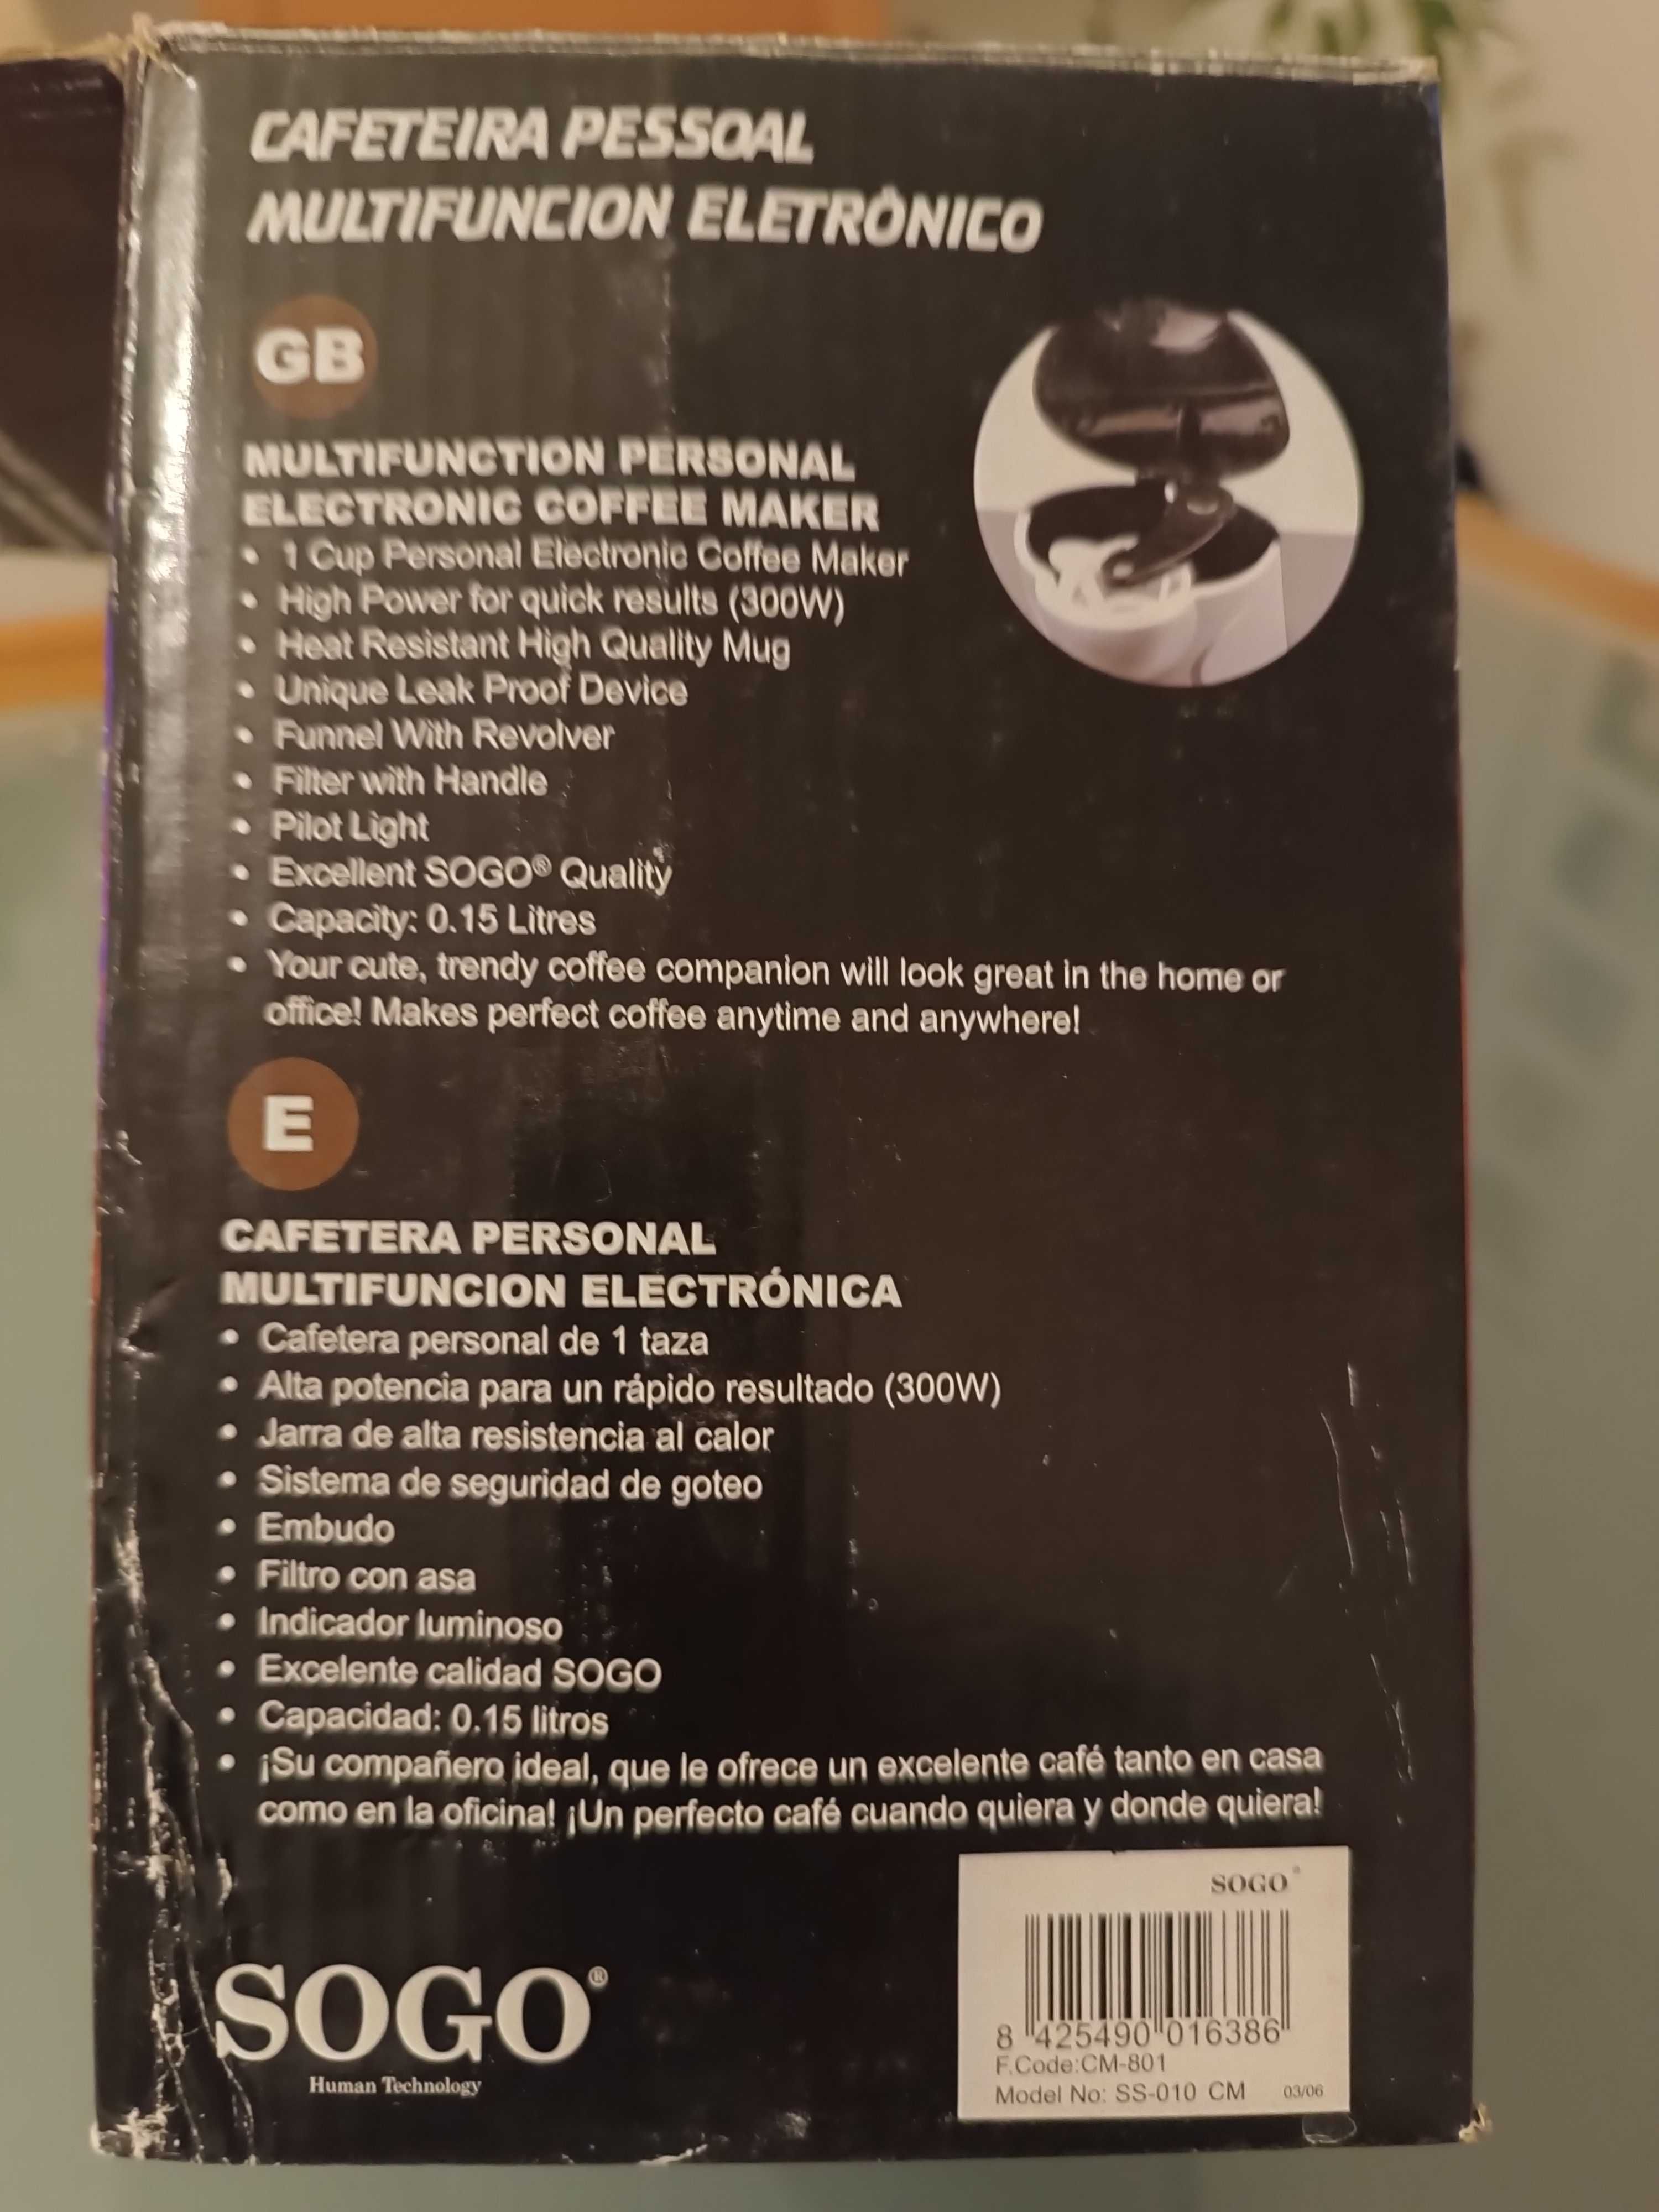 CAFETEIRA PESSOAL
MULTIFUNCION ELETRÔNICO
GB
MULTIFUNCTION PERSONAL
ELECTRONIC COFFEE MAKER
• 1 Cup Personal Electronic Coffee Maker
• High Power for quick results (300W)
• Heat Resistant High Quality Mug
• Unique Leak Proof Device
• Funnel With Revolver
• Filter with Handle
• Pilot Light
• Excellent SOGO® Quality
• Capacity: 0.15 Litres
• Your cute, trendy coffee companion will look great in the home or
office! Makes perfect coffee anytime and anywhere!
E
CAFETERA PERSONAL
MULTIFUNCION ELECTRÓNICA
• Cafetera personal de 1 taza
• Alta potencia para un rápido resultado (300W)
• Jarra de alta resistencia al calor
• Sistema de seguridad de goteo
• Embudo
• Filtro con asa
• Indicador luminoso
• Excelente calidad SOGO
• Capacidad: 0.15 litros
• ¡Su compañero ideal, que le ofrece un excelente café tanto en casa
como en la oficina! ¡Un perfecto café cuando quiera y donde quiera!
SOGO®
Human Technology
SOGO®
8 425490 016386
F.Code:CM-801
Model No: SS-010 CM 03/06